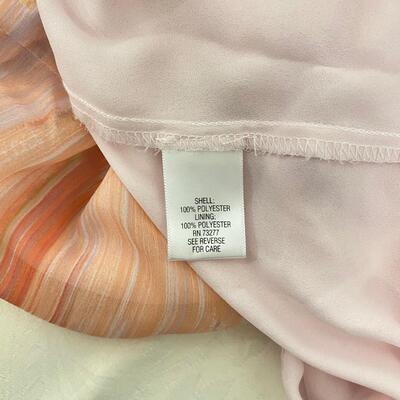 SHELL:
100% POLYESTER
LINING:
100% POLYESTER
RN 73277
SEE REVERSE
FOR CARE